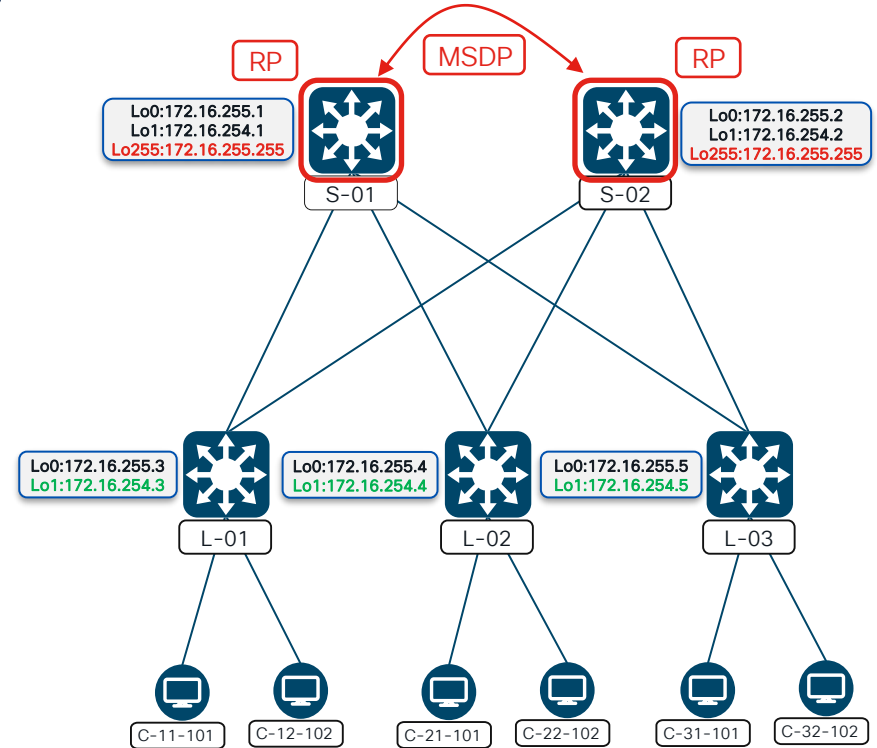 RP
MSDP
RP
Lo0:172.16.255.1
Lo1:172.16.254.1
Lo255:172.16.255.255
Lo0:172.16.255.2
Lo1:172.16.254.2
Lo255:172.16.255.255
S-01
S-02
Lo0:172.16.255.3
Lo1:172.16.254.3
Lo0:172.16.255.4
Lo1:172.16.254.4
Lo0:172.16.255.5
Lo1:172.16.254.5
L-01
L-02
L-03
C-11-101
C-12-102
C-21-101
C-22-102
C-31-101
C-32-102